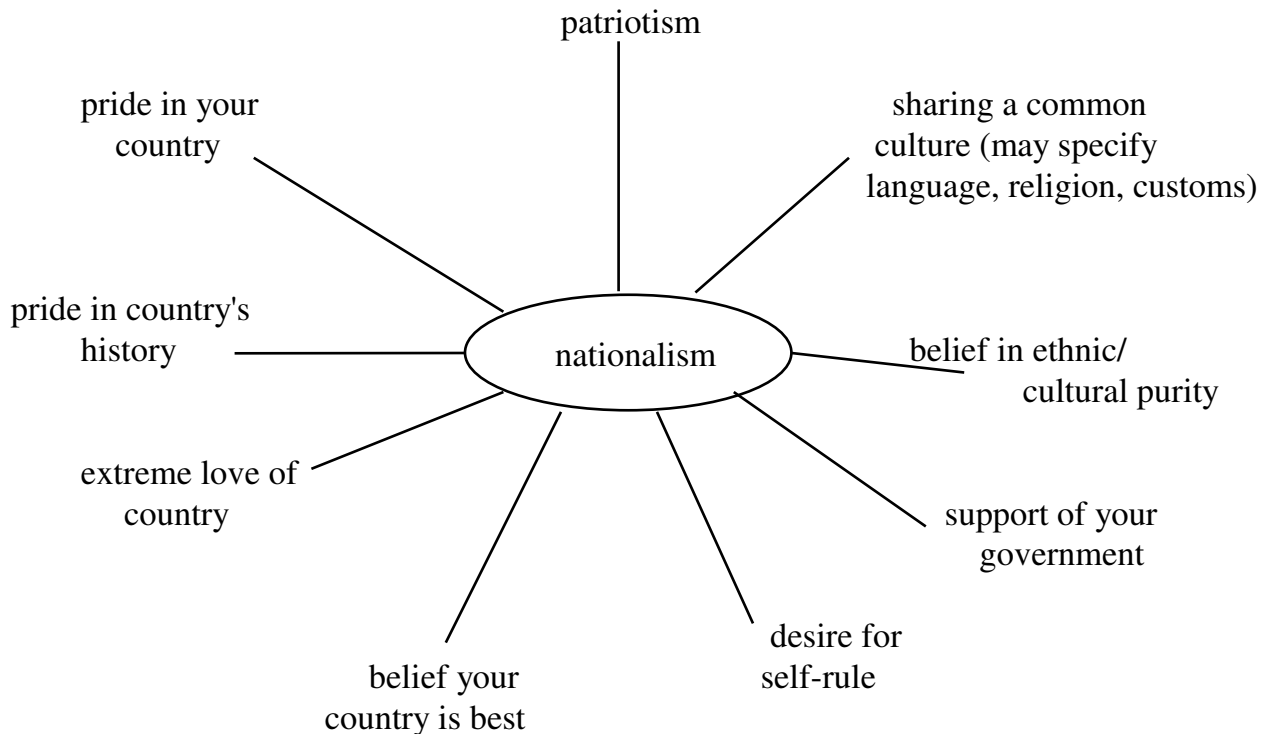 patriotism
pride in your
country
sharing a common
culture (may specify
language, religion, customs)
pride in country's
history
nationalism
belief in ethnic/
cultural purity
extreme love of
country
support of your
government
desire for
self-rule
belief your
country is best